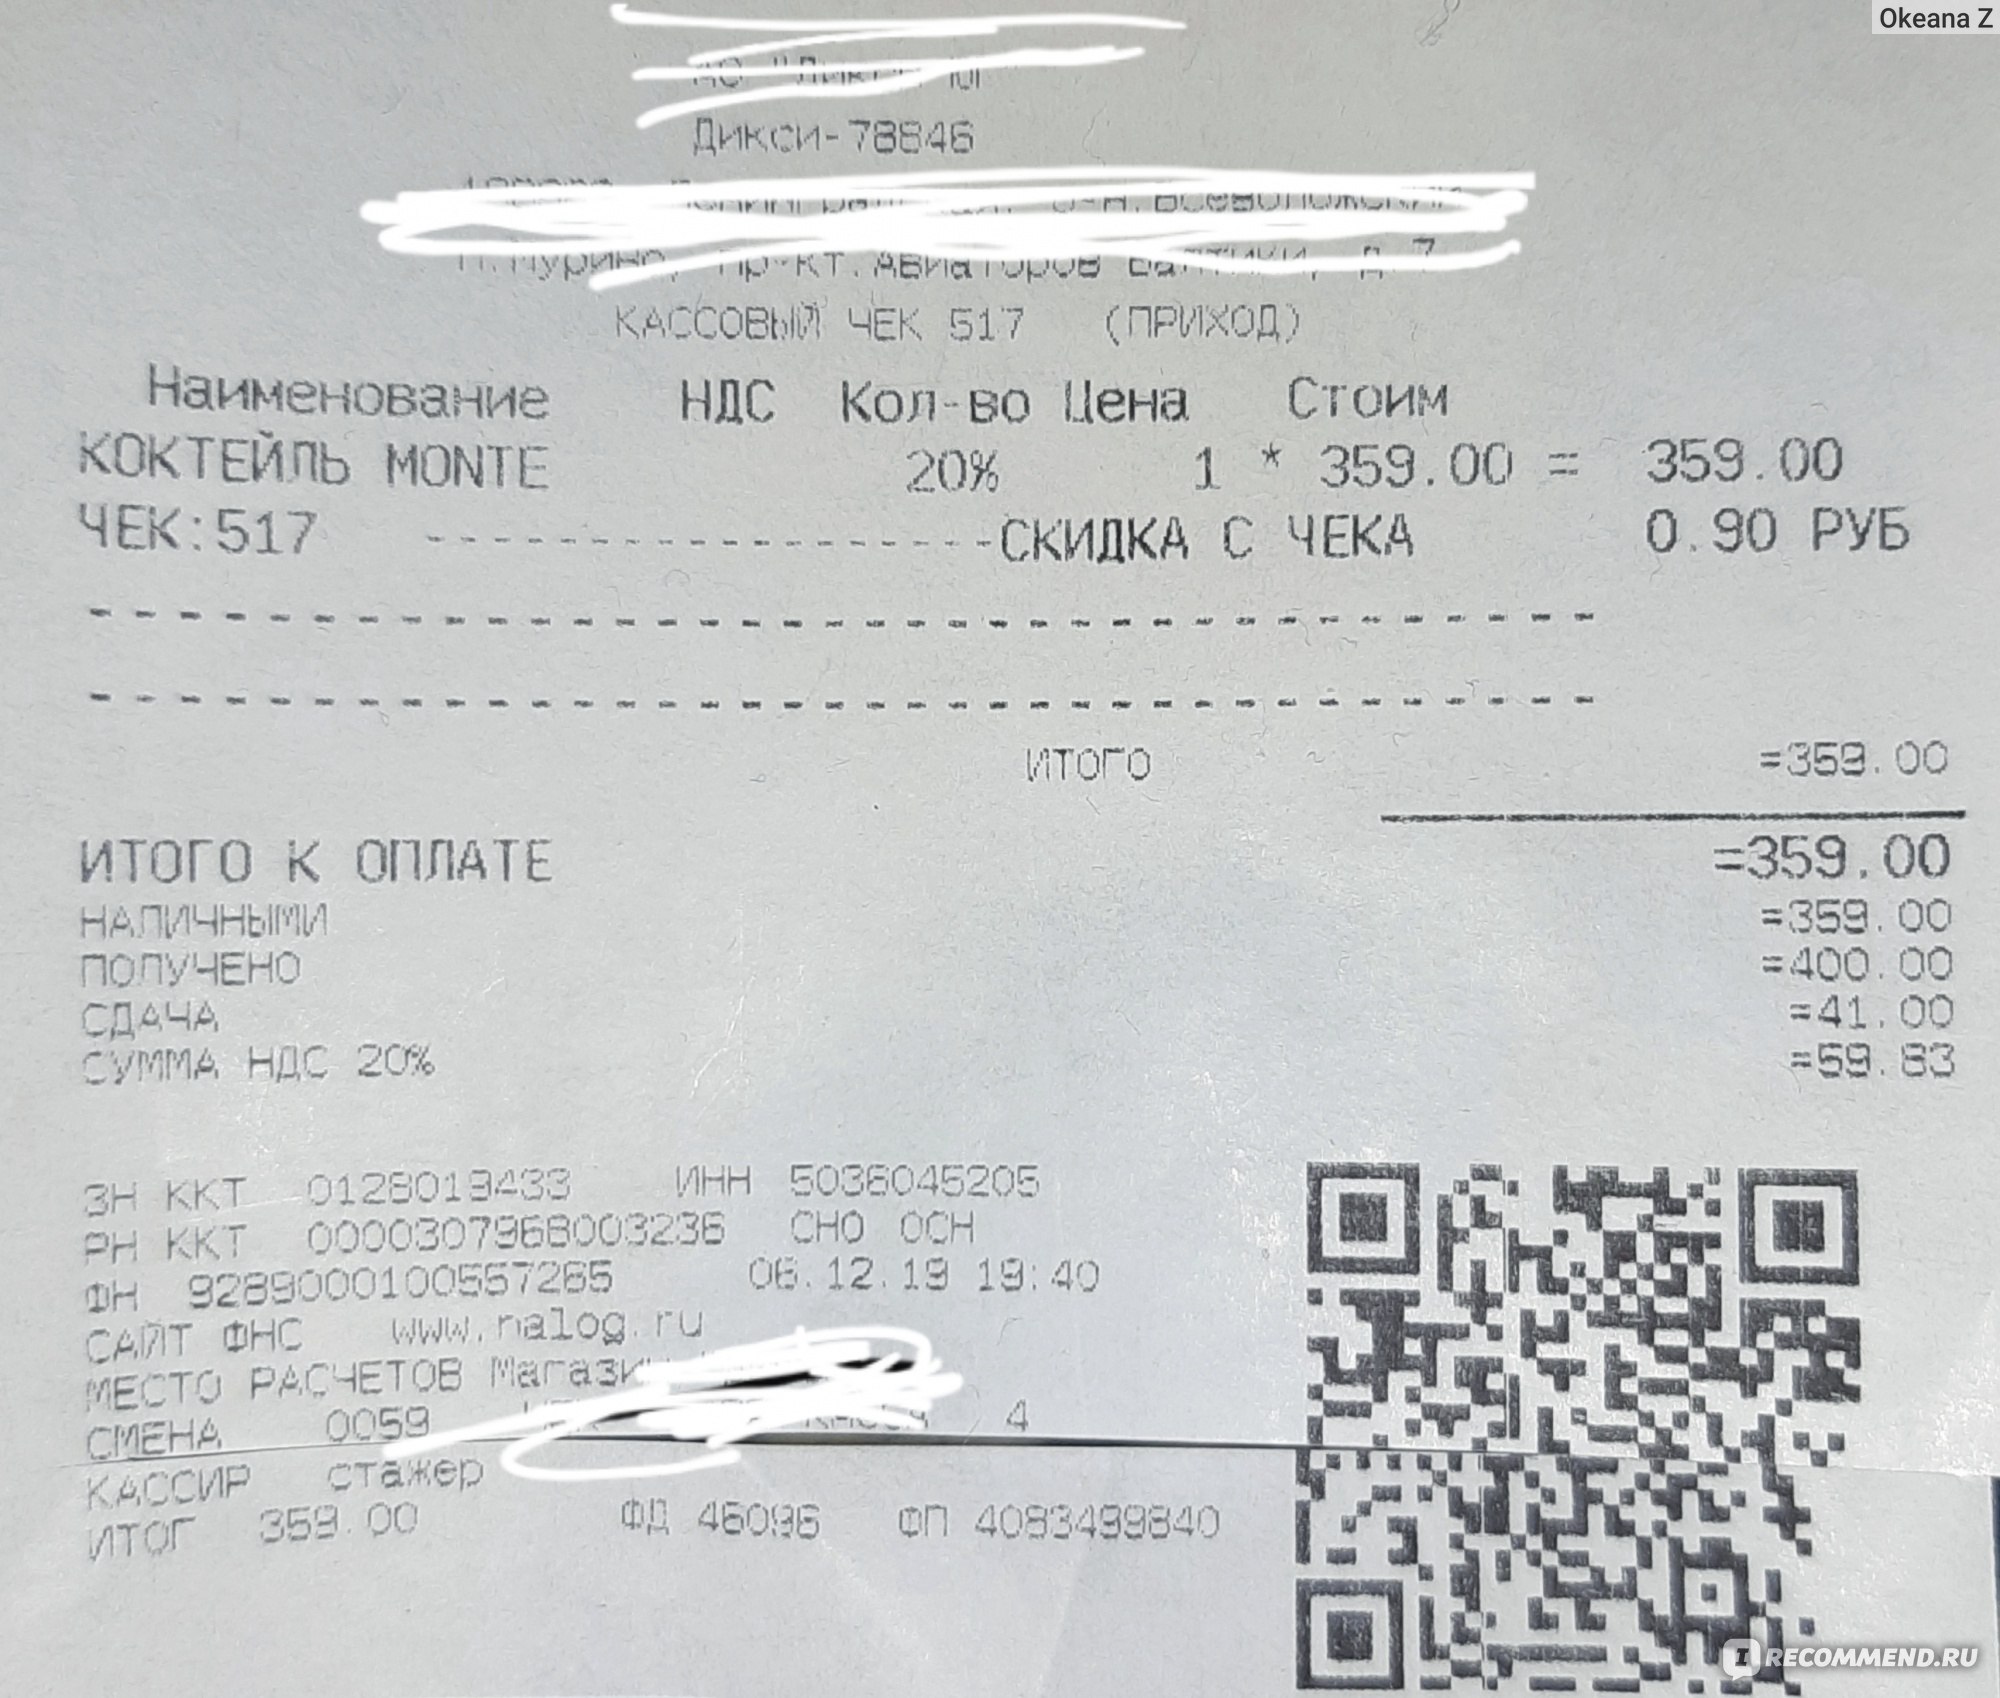 Okeana Z
Дикси-78846
КАССОВЫЙ ЧЕК 517 (ПРИХОД)
Наименование НДС Кол-во Цена Стоим
КОКТЕЙЛЬ MONTE 20% 1 * 359.00 = 359.00
ЧЕК:517 -------------------СКИДКА С ЧЕКА 0.90 РУБ
ИТОГО =359.00
ИТОГО К ОПЛАТЕ =359.00
НАЛИЧНЫМИ =359.00
ПОЛУЧЕНО =400.00
СДАЧА =41.00
СУММА НДС 20% =59.83
ЗН ККТ 0128019433 ИНН 5036045205
РН ККТ 0000307968003236 СНО ОСН
ФН 9289000100557265 06.12.19 19:40
САЙТ ФНС www.nalog.ru
МЕСТО РАСЧЕТОВ Магазин
СМЕНА 0059 КАССА 4
КАССИР стажер
ИТОГ 359.00 ФД 46096 ФП 4083499840
IRECOMMEND.RU